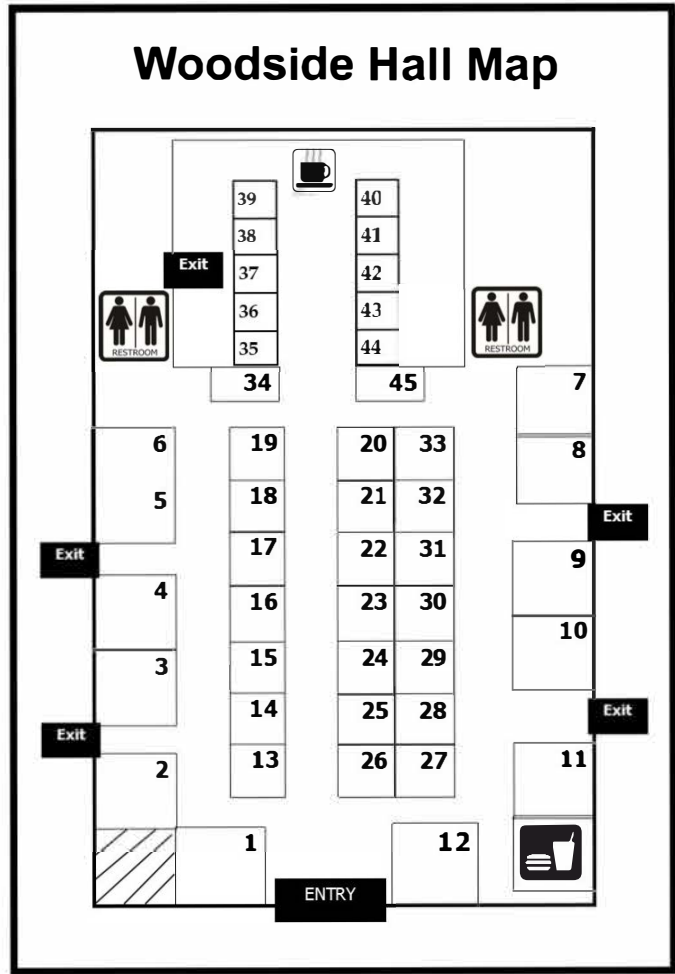 Woodside Hall Map
39 40
38 41
Exit 37 42
36 43
RESTROOM 35 44 RESTROOM
34 45 7
6 19 20 33 8
5 18 21 32
Exit
Exit 17 22 31 9
4 16 23 30
10
3 15 24 29
14 25 28 Exit
Exit
2 13 26 27 11
1 12
ENTRY